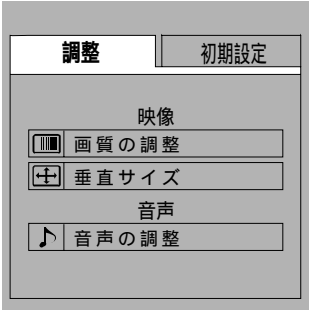 調整 初期設定
映像
画質の調整
垂直サイズ
音声
音声の調整